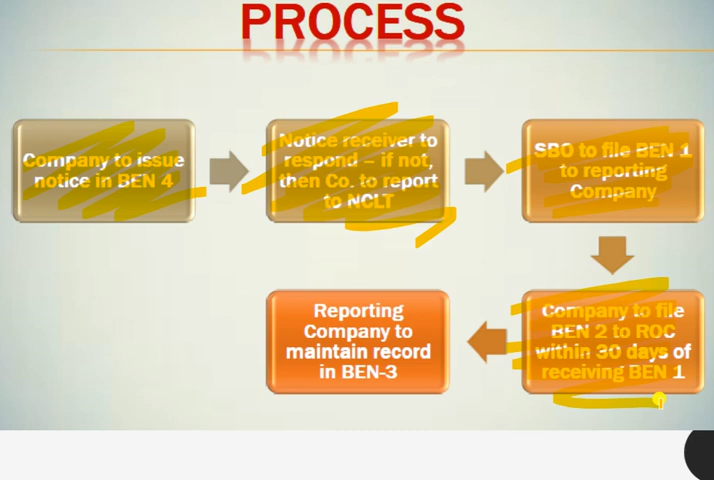 PROCESS
Company to issue
notice in BEN 4
Notice receiver to
respond – if not,
then Co. to report
to NCLT
SBO to file BEN 1
to reporting
Company
Company to file
BEN 2 to ROC
within 30 days of
receiving BEN 1
Reporting
Company to
maintain record
in BEN-3